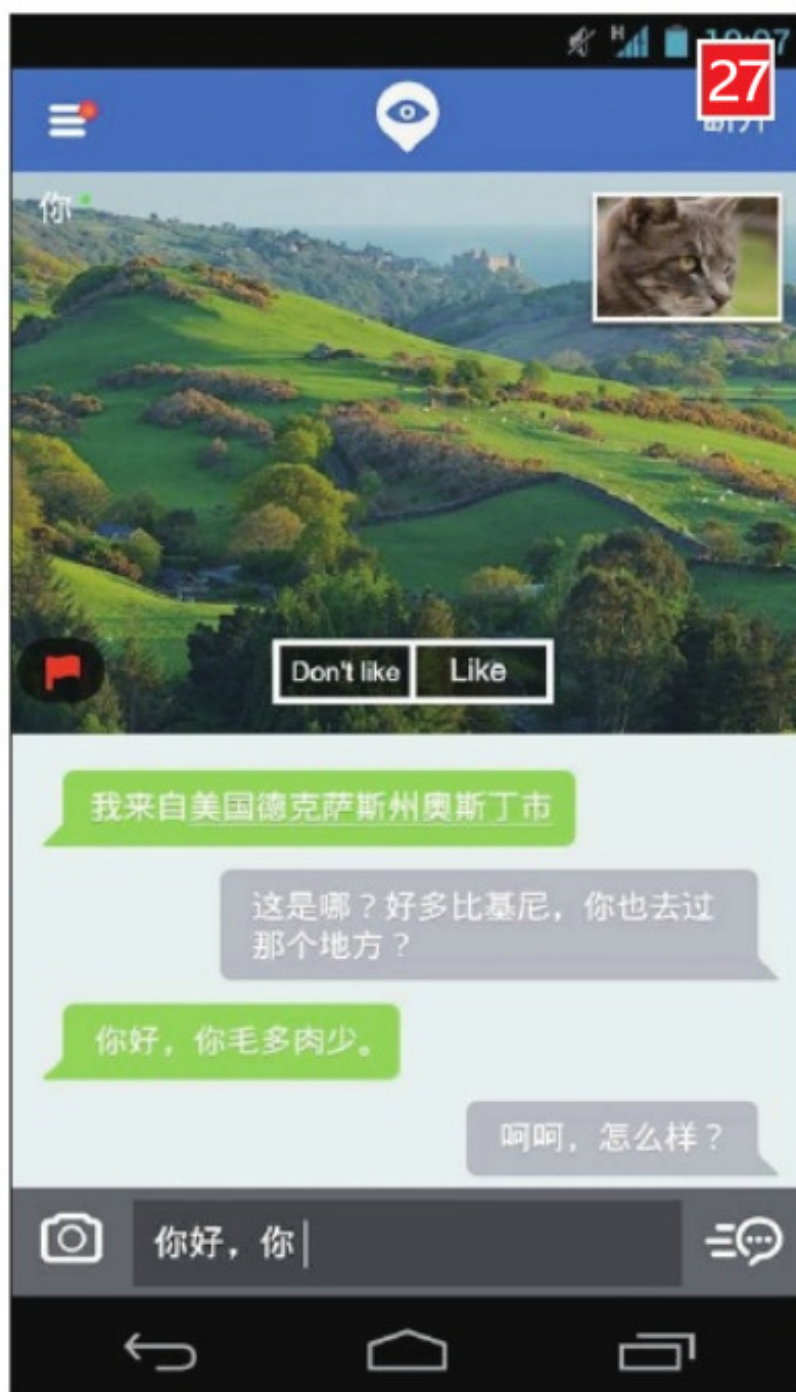 H
27
你
Don't like
Like
我来自美国德克萨斯州奥斯丁市
这是哪？好多比基尼，你也去过
那个地方？
你好，你毛多肉少。
呵呵，怎么样？
你好，你